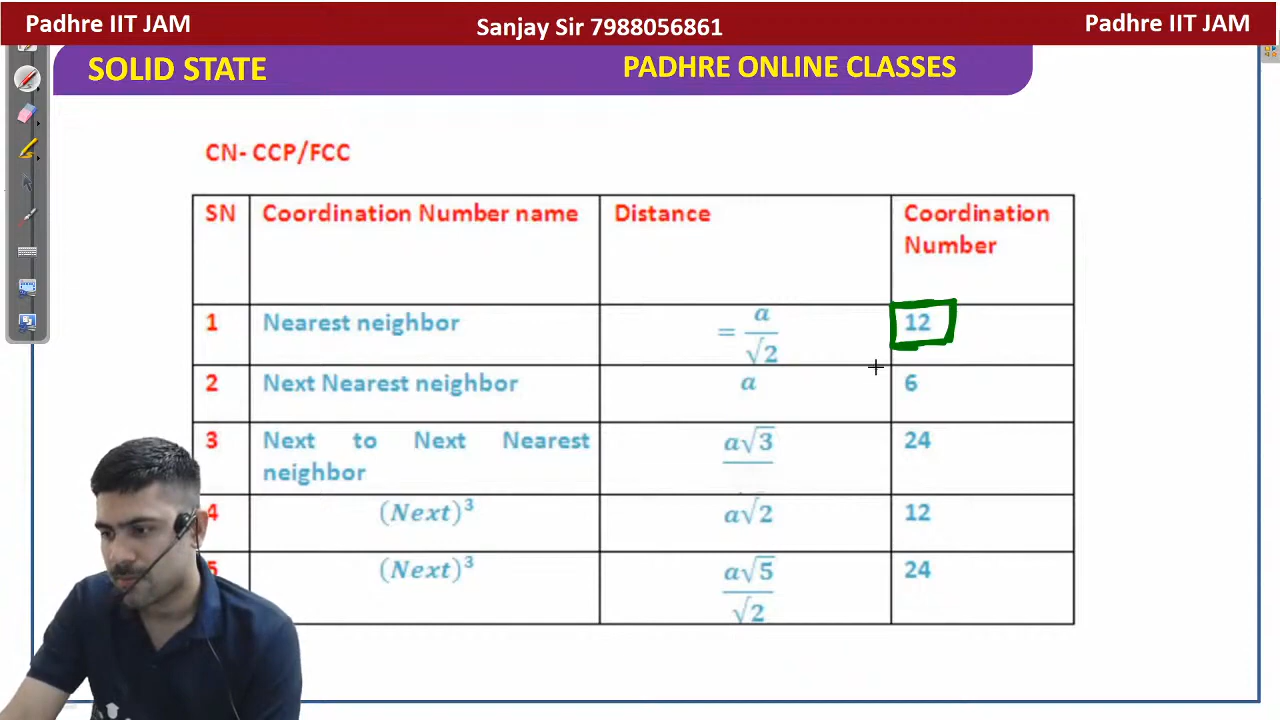 Padhre IIT JAM
Sanjay Sir 7988056861
Padhre IIT JAM
SOLID STATE
PADHRE ONLINE CLASSES
CN- CCP/FCC
SN Coordination Number name Distance Coordination Number
1 Nearest neighbor = a/√2 12
2 Next Nearest neighbor a 6
3 Next to Next Nearest neighbor a√3/ 24
4 (Next)³ a√2 12
5 (Next)³ a√5/√2 24